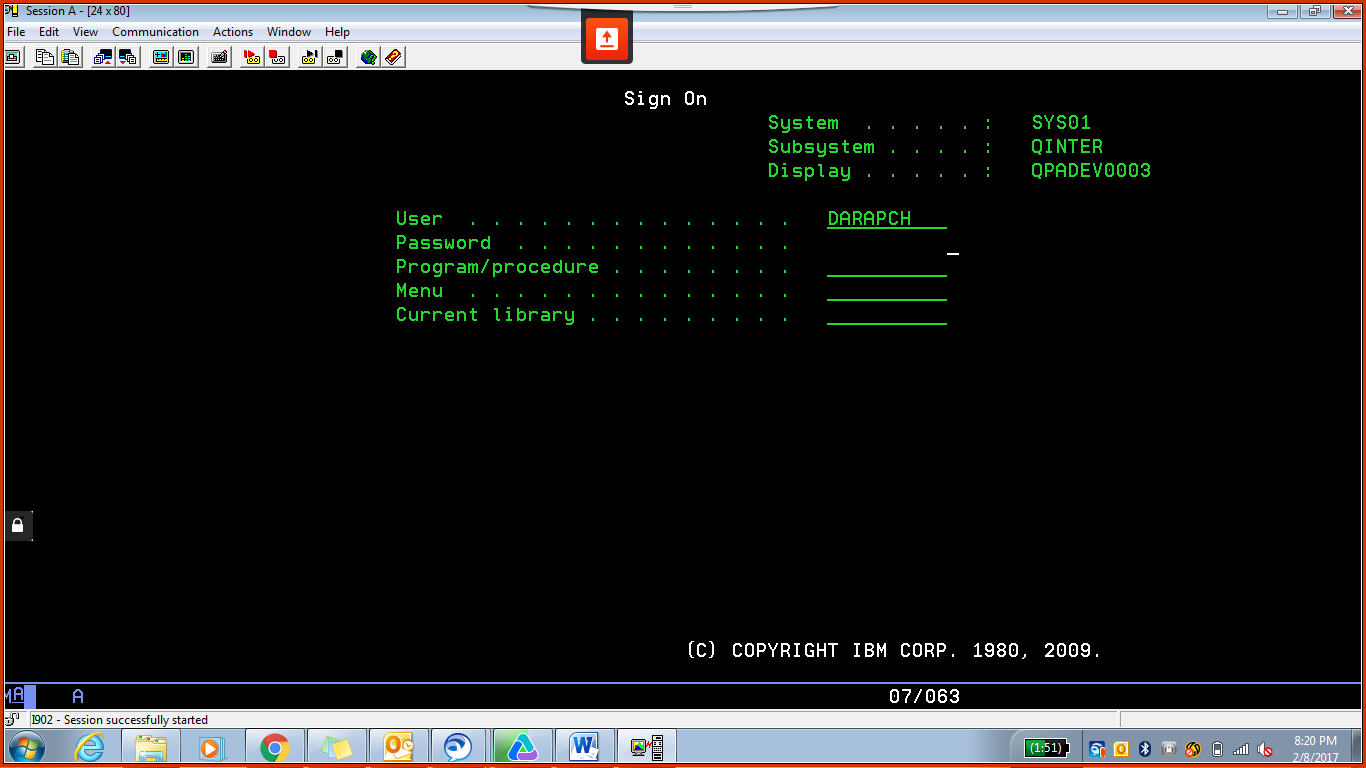 Session A - [24 x 80]
File Edit View Communication Actions Window Help
Sign On
System . . . . . : SYS01
Subsystem . . . . : QINTER
Display . . . . . : QPADEV0003
User . . . . . . . . . . . . . . DARAPCH
Password . . . . . . . . . . . .
Program/procedure . . . . . . . .
Menu . . . . . . . . . . . . . .
Current library . . . . . . . . .
(C) COPYRIGHT IBM CORP. 1980, 2009.
MA A 07/063
I902 - Session successfully started
(1:51) 8:20 PM
2/8/2017